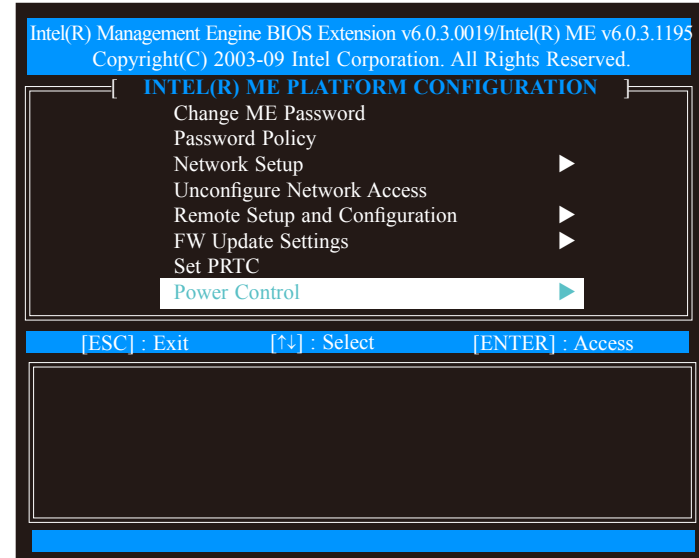 Intel(R) Management Engine BIOS Extension v6.0.3.0019/Intel(R) ME v6.0.3.1195
Copyright(C) 2003-09 Intel Corporation. All Rights Reserved.
[ INTEL(R) ME PLATFORM CONFIGURATION ]
Change ME Password
Password Policy
Network Setup ▶
Unconfigure Network Access
Remote Setup and Configuration ▶
FW Update Settings ▶
Set PRTC
Power Control ▶
[ESC] : Exit [↑↓] : Select [ENTER] : Access